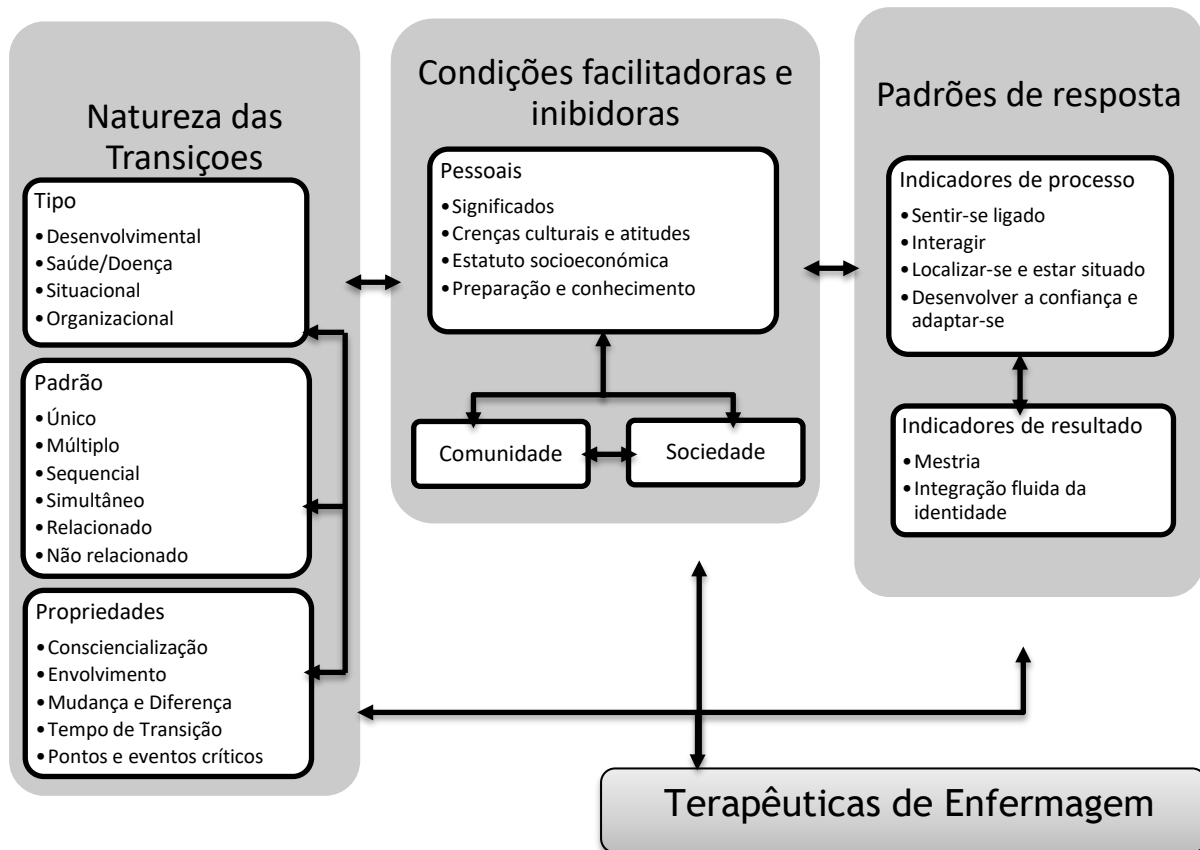 Natureza das
Transiçoes
Tipo
•Desenvolvimental
•Saúde/Doença
•Situacional
•Organizacional
Padrão
•Único
•Múltiplo
•Sequencial
•Simultâneo
•Relacionado
•Não relacionado
Propriedades
•Consciencialização
•Envolvimento
•Mudança e Diferença
•Tempo de Transição
•Pontos e eventos críticos
Condições facilitadoras e
inibidoras
Pessoais
•Significados
•Crenças culturais e atitudes
•Estatuto socioeconómica
•Preparação e conhecimento
Comunidade
Sociedade
Padrões de resposta
Indicadores de processo
•Sentir-se ligado
•Interagir
•Localizar-se e estar situado
•Desenvolver a confiança e
adaptar-se
Indicadores de resultado
•Mestria
•Integração fluida da
identidade
Terapêuticas de Enfermagem